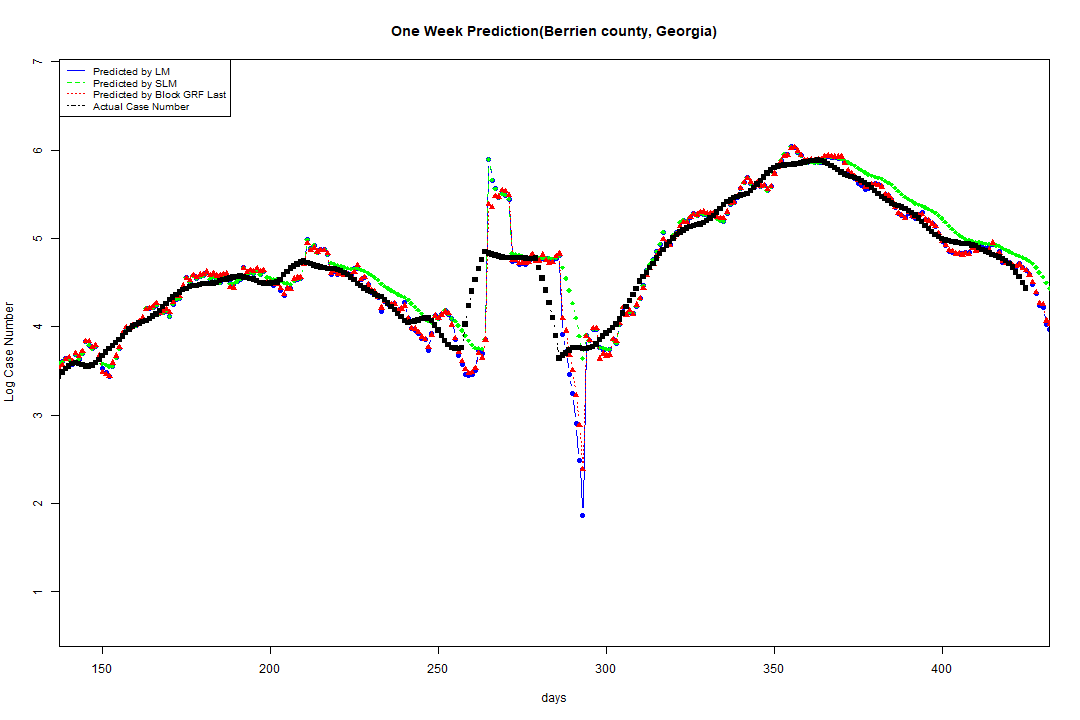 One Week Prediction(Berrien county, Georgia)
Predicted by LM
Predicted by SLM
Predicted by Block GRF Last
Actual Case Number
7
6
5
4
3
2
1
Log Case Number
150 200 250 300 350 400
days